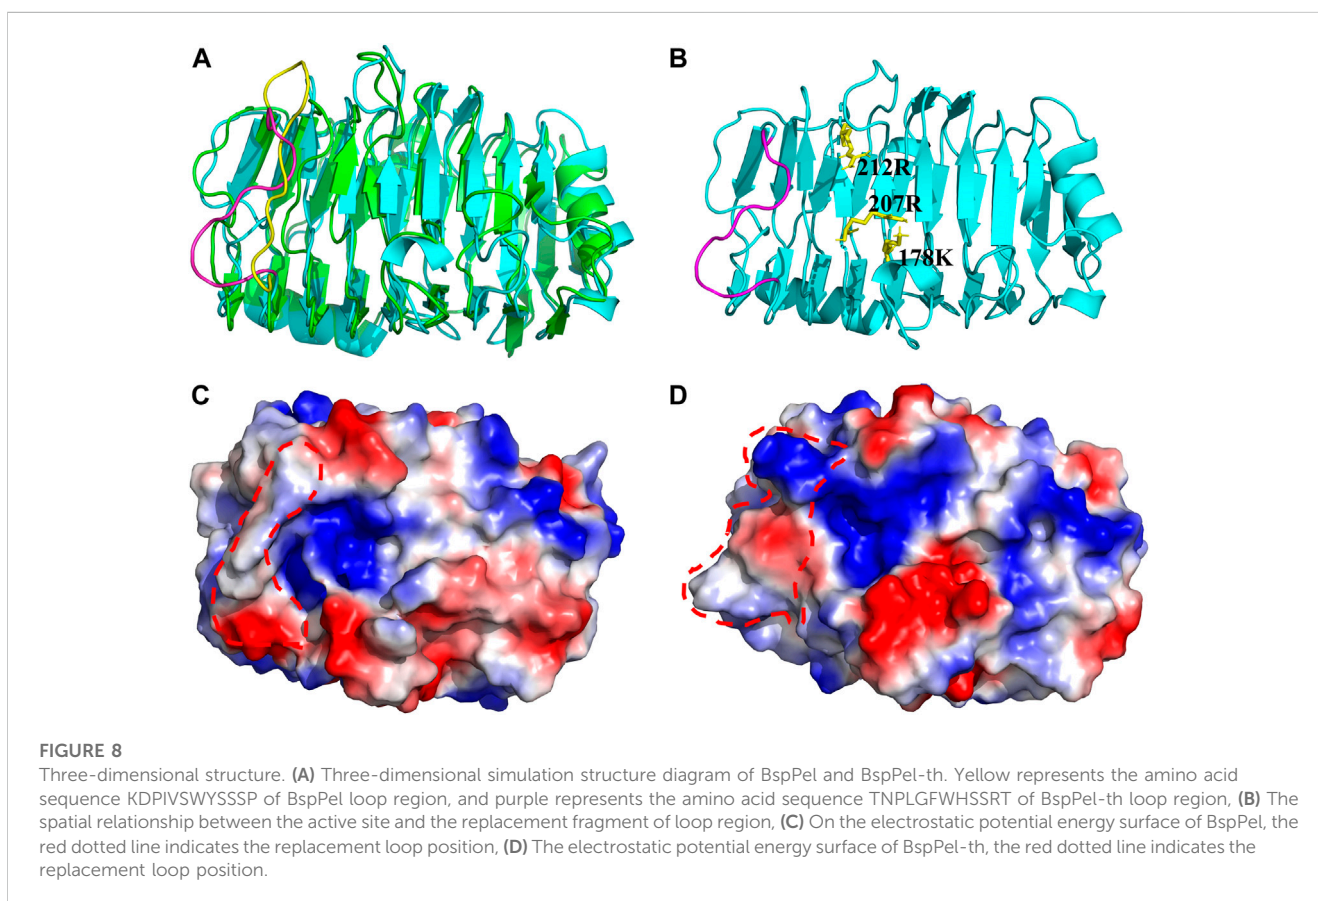 A
B
212R
207R
178K
C
D
FIGURE 8
Three-dimensional structure. (A) Three-dimensional simulation structure diagram of BspPel and BspPel-th. Yellow represents the amino acid
sequence KDPIVSWYSSSP of BspPel loop region, and purple represents the amino acid sequence TNPLGFWHSSRT of BspPel-th loop region, (B) The
spatial relationship between the active site and the replacement fragment of loop region, (C) On the electrostatic potential energy surface of BspPel, the
red dotted line indicates the replacement loop position, (D) The electrostatic potential energy surface of BspPel-th, the red dotted line indicates the
replacement loop position.